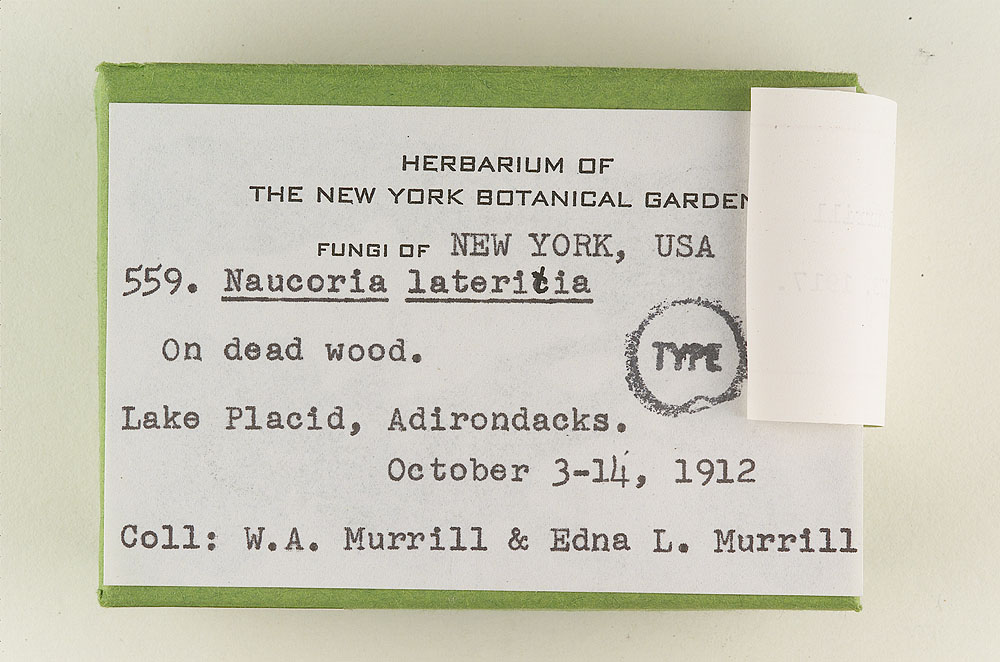 HERBARIUM OF
THE NEW YORK BOTANICAL GARDEN
FUNGI OF NEW YORK, USA
559. Naucoria lateritia
On dead wood.
TYPE
Lake Placid, Adirondacks.
October 3-14, 1912
Coll: W.A. Murrill & Edna L. Murrill